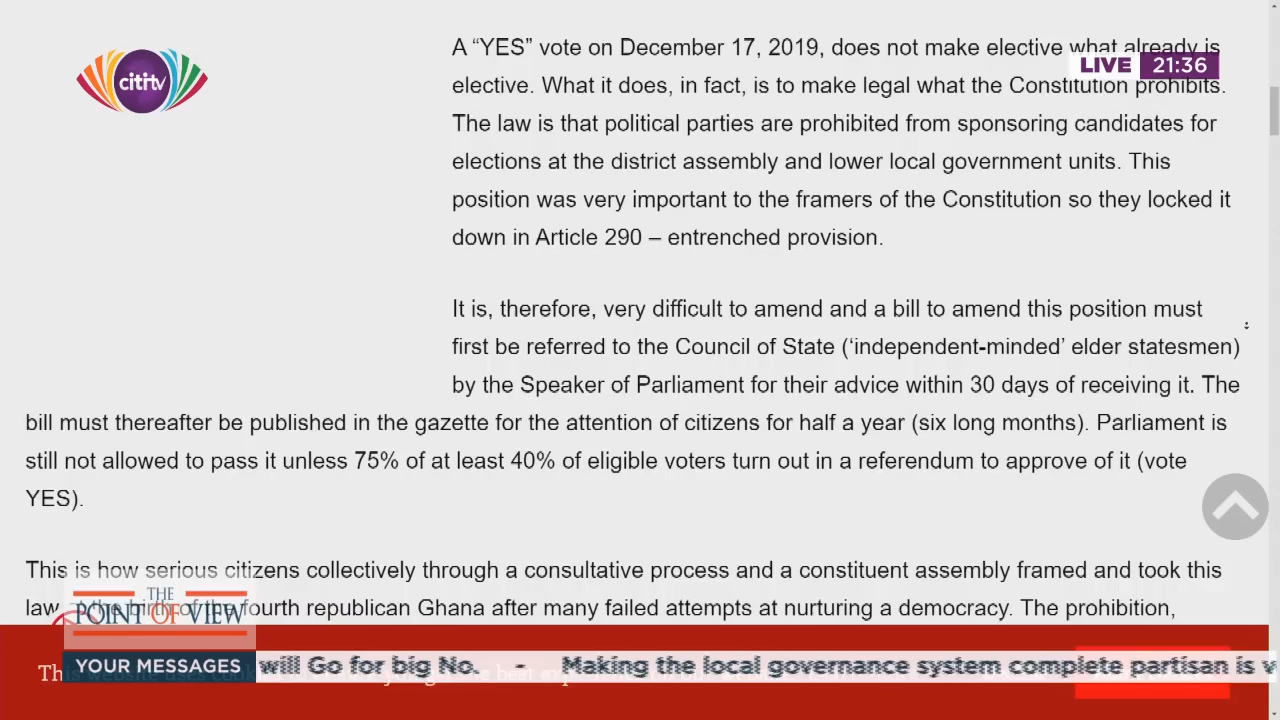 A “YES” vote on December 17, 2019, does not make elective what already is
citi tv
LIVE 21:36
elective. What it does, in fact, is to make legal what the Constitution prohibits.
The law is that political parties are prohibited from sponsoring candidates for
elections at the district assembly and lower local government units. This
position was very important to the framers of the Constitution so they locked it
down in Article 290 – entrenched provision.
It is, therefore, very difficult to amend and a bill to amend this position must
first be referred to the Council of State (‘independent-minded’ elder statesmen)
by the Speaker of Parliament for their advice within 30 days of receiving it. The
bill must thereafter be published in the gazette for the attention of citizens for half a year (six long months). Parliament is
still not allowed to pass it unless 75% of at least 40% of eligible voters turn out in a referendum to approve of it (vote
YES).
This is how serious citizens collectively through a consultative process and a constituent assembly framed and took this
law at the birth of the fourth republican Ghana after many failed attempts at nurturing a democracy. The prohibition,
THE
POINT OF VIEW
YOUR MESSAGES will Go for big No. - Making the local governance system complete partisan is
This website uses